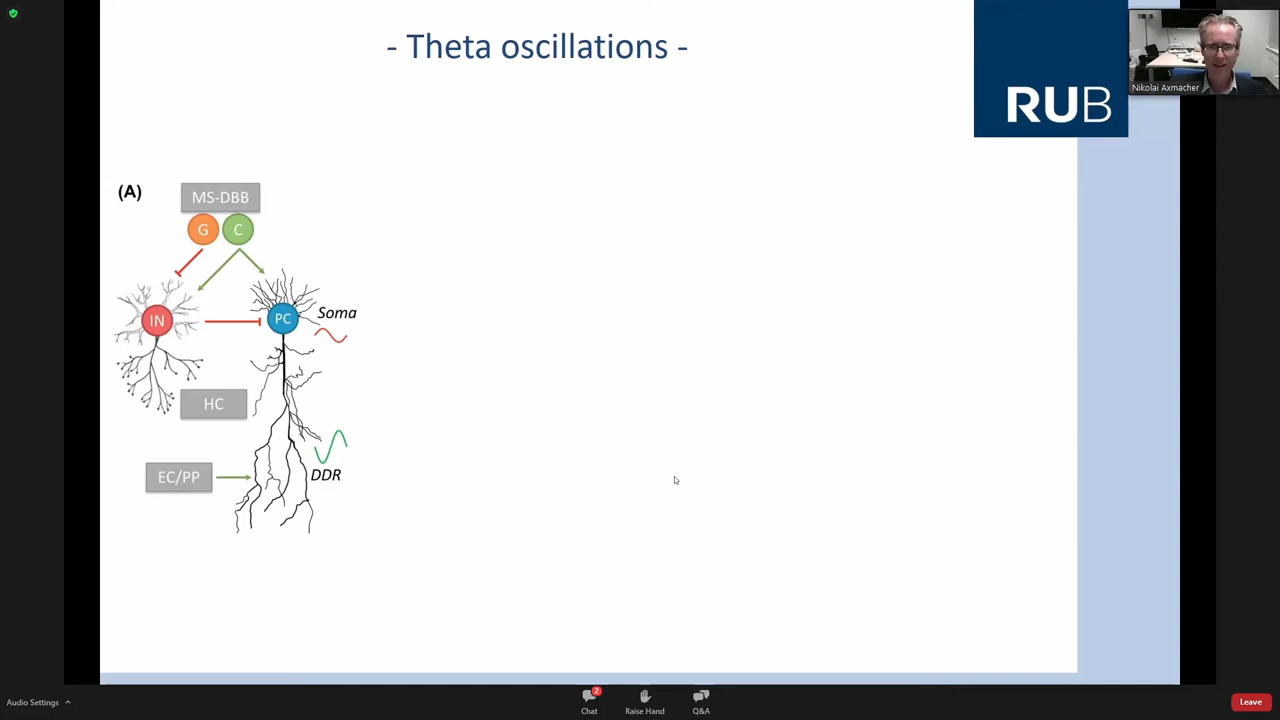 - Theta oscillations -
RUB
Nikolai Axmacher
(A)
MS-DBB
G
C
IN
PC
Soma
HC
EC/PP
DDR
Audio Settings
2
Chat
Raise Hand
Q&A
Leave